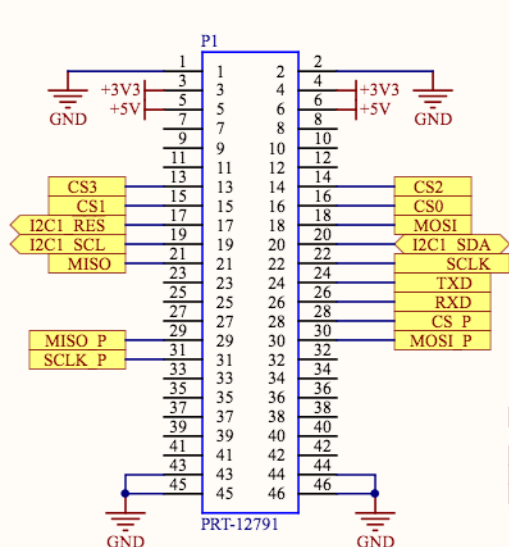 P1
1 1 2 2
GND +3V3 3 3 4 4 +3V3 GND
+5V 5 5 6 6 +5V
7 7 8 8
9 9 10 10
11 11 12 12
CS3 13 13 14 14 CS2
CS1 15 15 16 16 CS0
I2C1_RES 17 17 18 18 MOSI
I2C1_SCL 19 19 20 20 I2C1_SDA
MISO 21 21 22 22 SCLK
23 23 24 24 TXD
25 25 26 26 RXD
27 27 28 28 CS_P
MISO_P 29 29 30 30 MOSI_P
SCLK_P 31 31 32 32
33 33 34 34
35 35 36 36
37 37 38 38
39 39 40 40
41 41 42 42
43 43 44 44
45 45 46 46
PRT-12791
GND GND